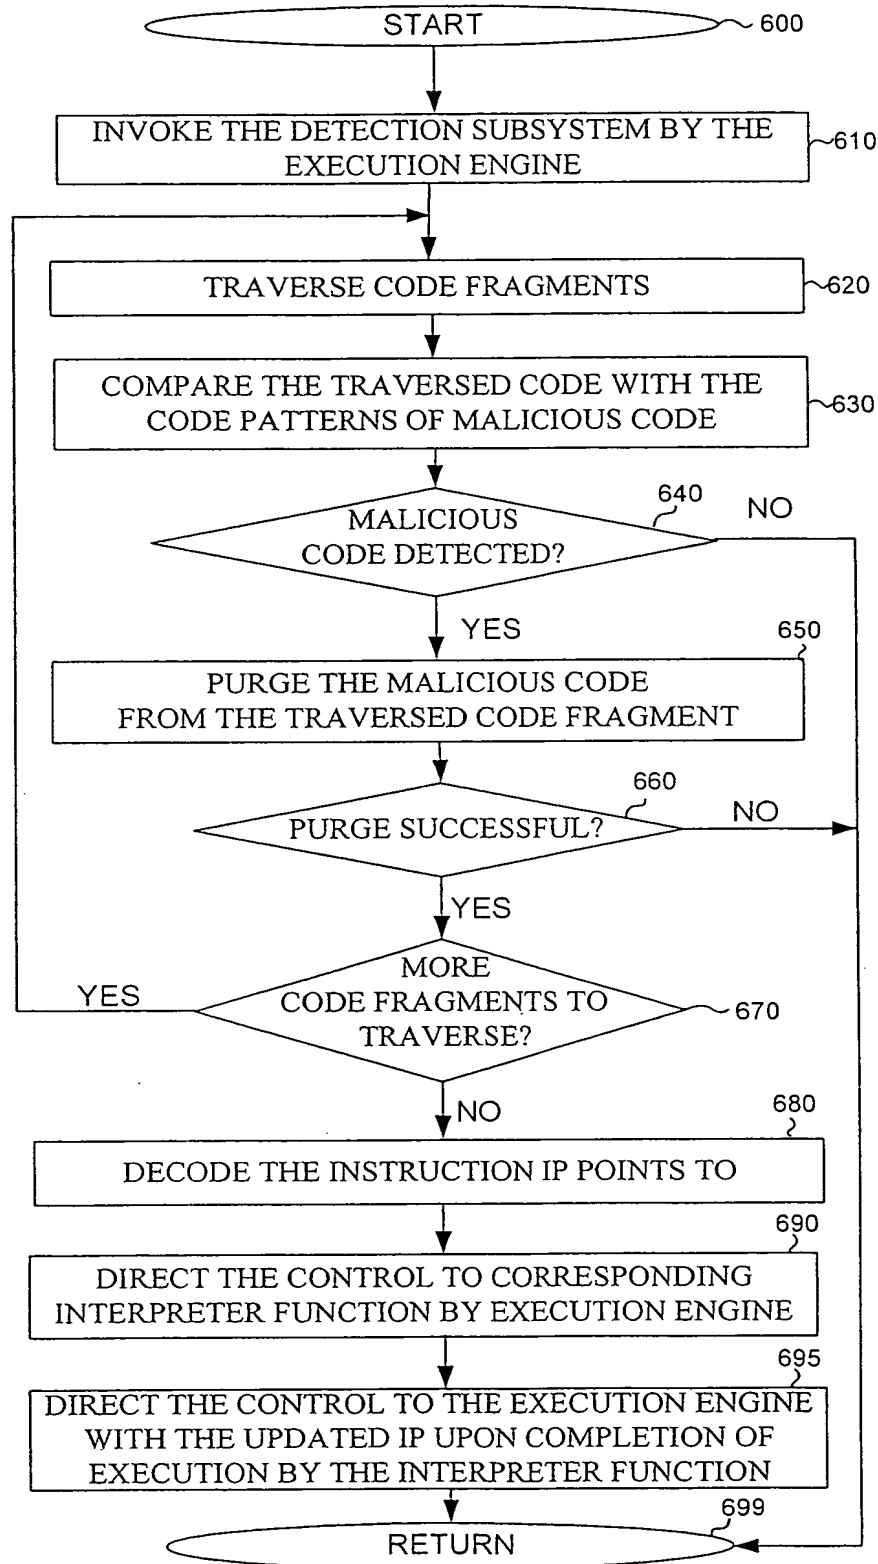 START
600
INVOKE THE DETECTION SUBSYSTEM BY THE
EXECUTION ENGINE
610
TRAVERSE CODE FRAGMENTS
620
COMPARE THE TRAVERSED CODE WITH THE
CODE PATTERNS OF MALICIOUS CODE
630
640
NO
MALICIOUS
CODE DETECTED?
YES
650
PURGE THE MALICIOUS CODE
FROM THE TRAVERSED CODE FRAGMENT
660
NO
PURGE SUCCESSFUL?
YES
MORE
CODE FRAGMENTS TO
TRAVERSE?
YES
670
NO
680
DECODE THE INSTRUCTION IP POINTS TO
690
DIRECT THE CONTROL TO CORRESPONDING
INTERPRETER FUNCTION BY EXECUTION ENGINE
695
DIRECT THE CONTROL TO THE EXECUTION ENGINE
WITH THE UPDATED IP UPON COMPLETION OF
EXECUTION BY THE INTERPRETER FUNCTION
699
RETURN